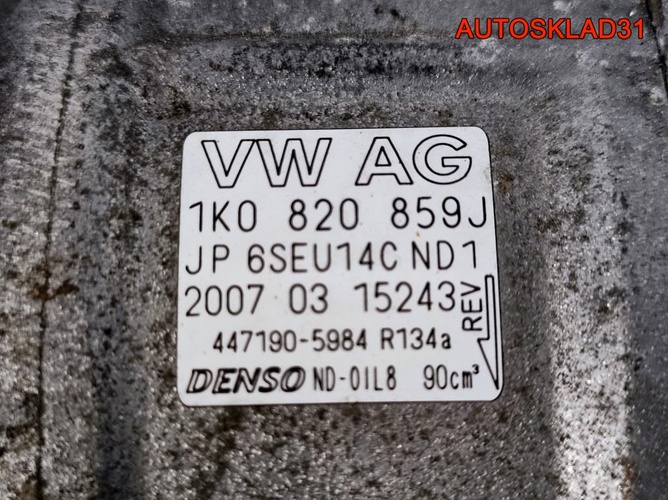 AUTOSKLAD31
VW AG
1K0 820 859J
JP 6SEU14C ND1
2007 03 15243
REV
447190-5984 R134a
DENSO ND-OIL8 90cm³